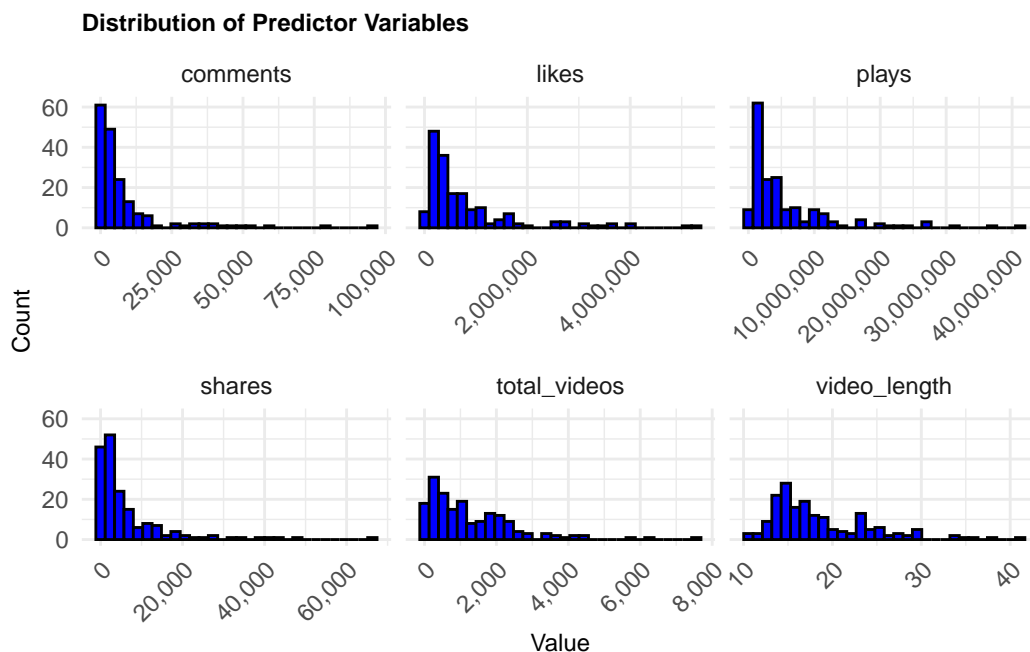 Distribution of Predictor Variables
comments likes plays
60
40
20
0
0 25,000 50,000 75,000 100,000
0 2,000,000 4,000,000
0 10,000,000 20,000,000 30,000,000 40,000,000
Count
shares total_videos video_length
60
40
20
0
0 20,000 40,000 60,000
0 2,000 4,000 6,000 8,000
10 20 30 40
Value